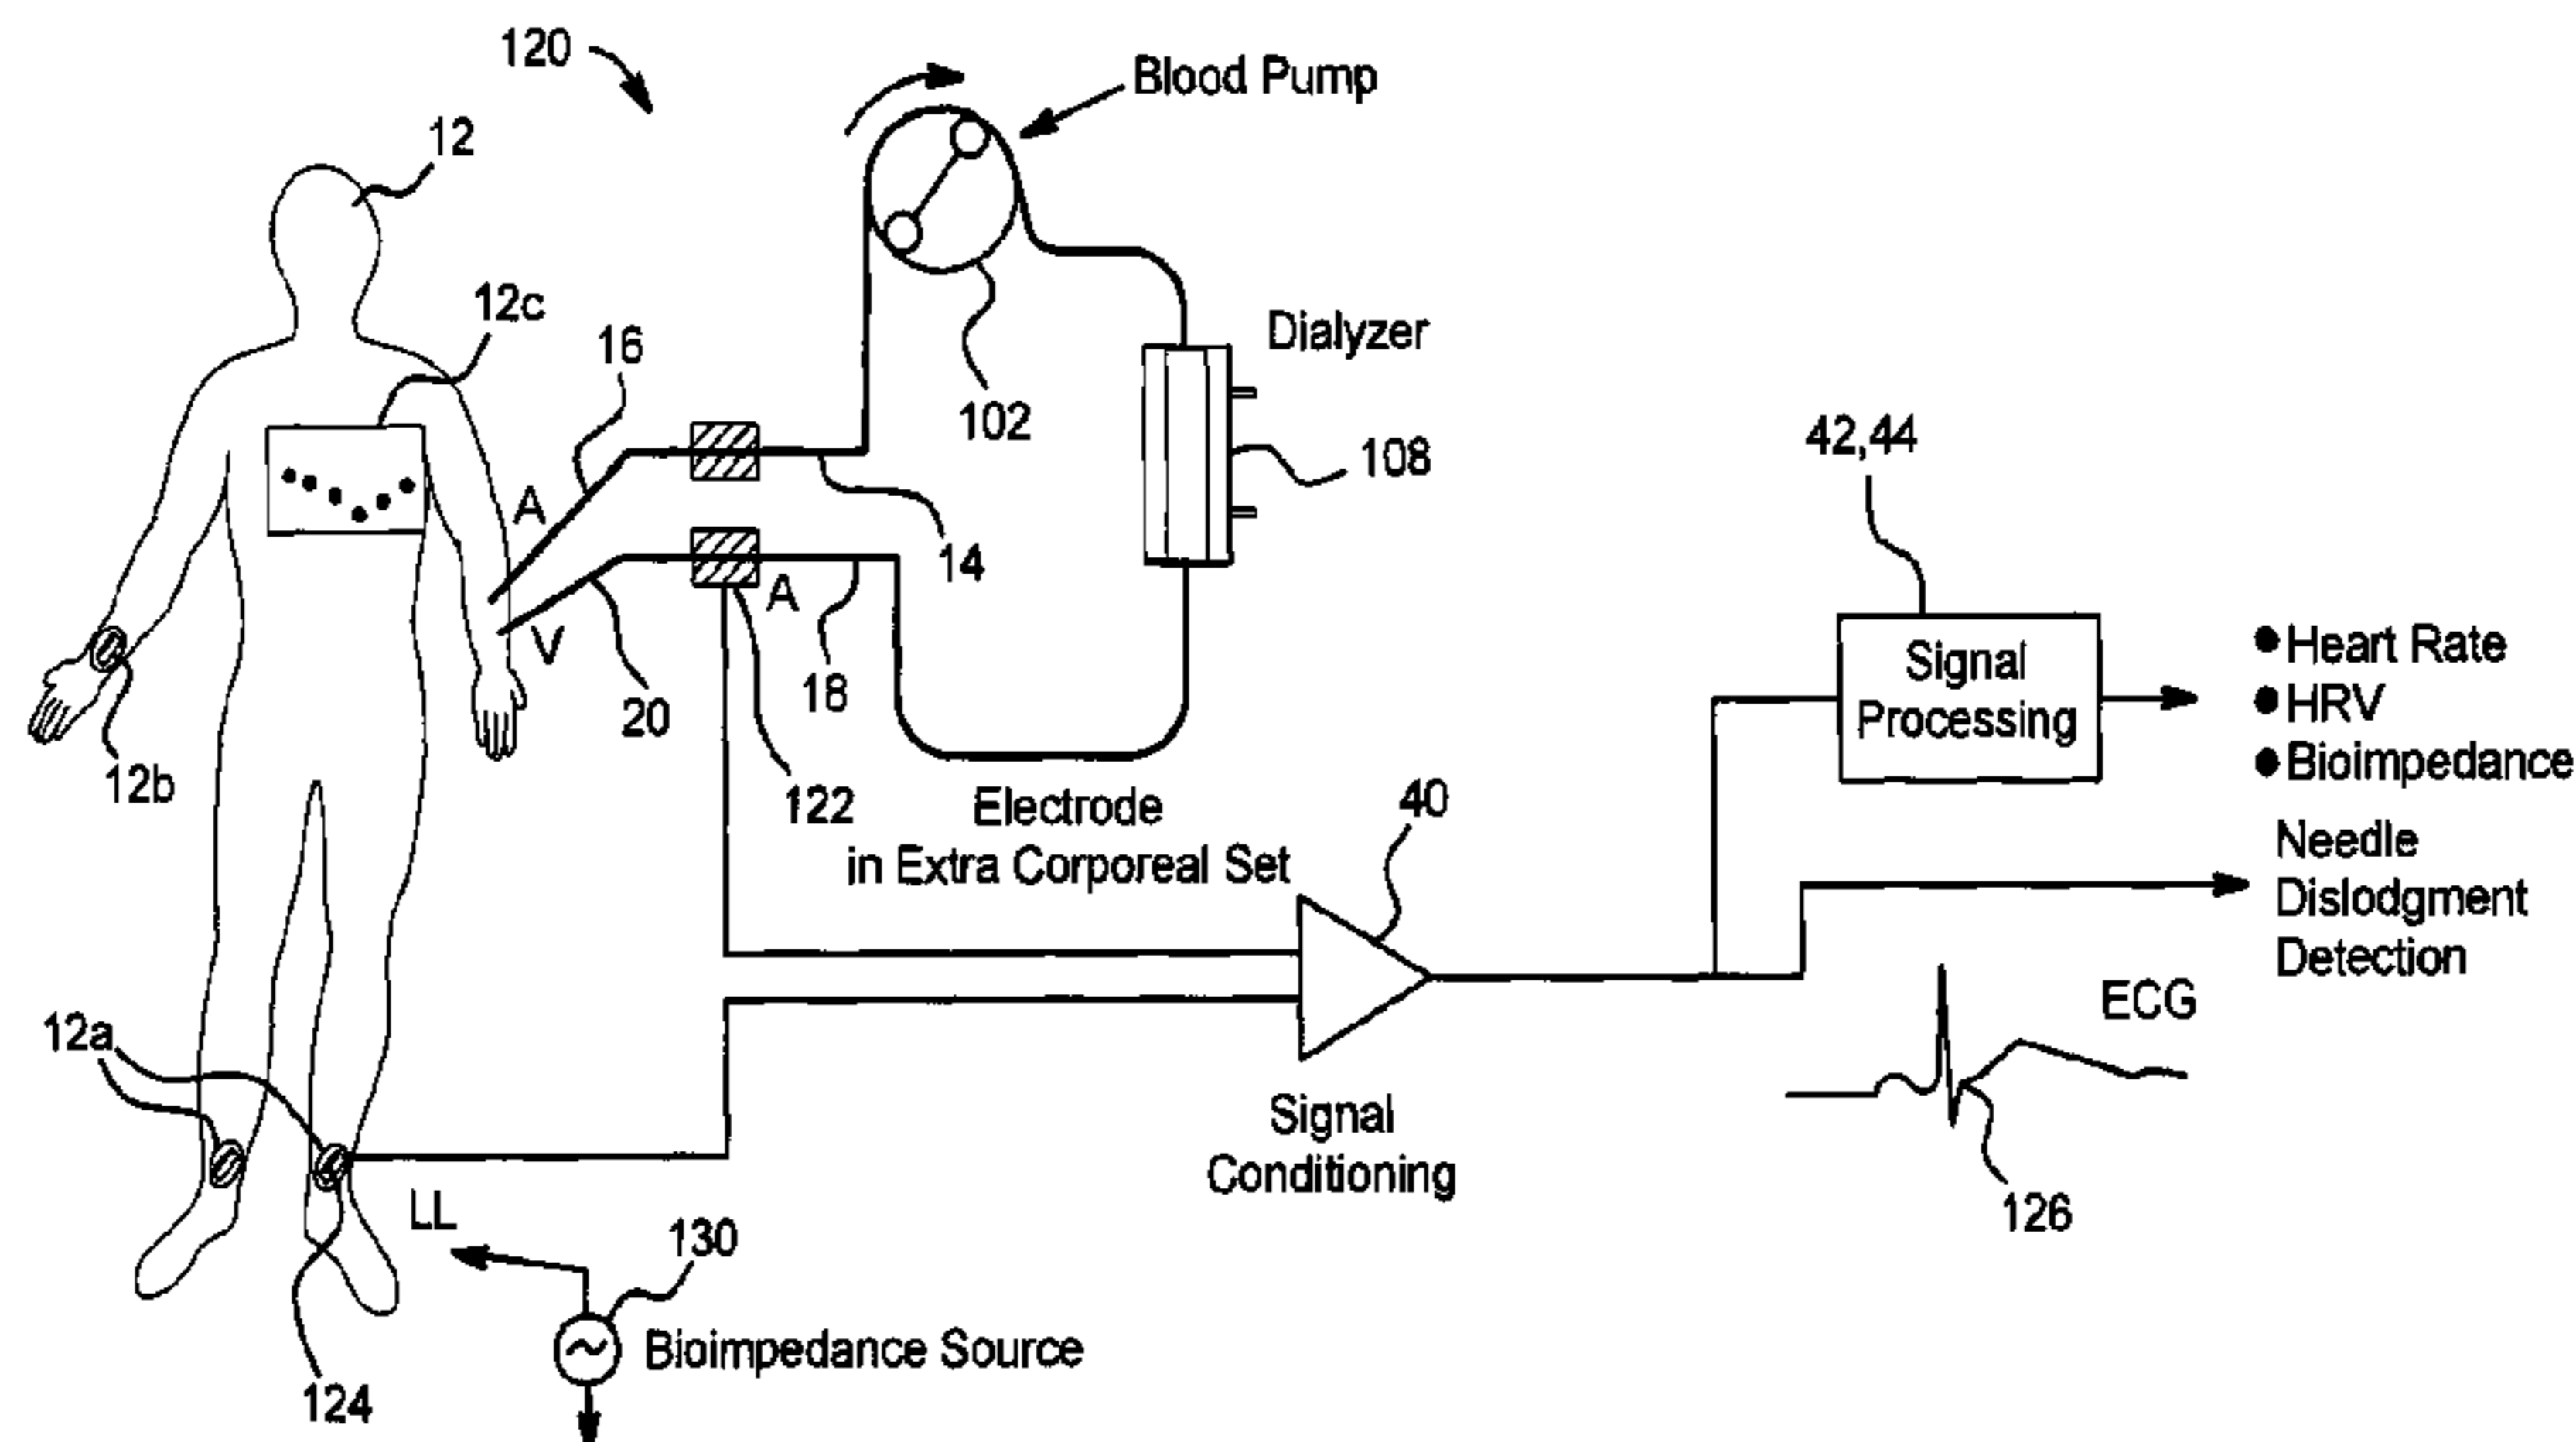 120
Blood Pump
12
12c
16
Dialyzer
102
42,44
108
A
14
A
V
18
20
Signal
Processing
• Heart Rate
• HRV
• Bioimpedance
12b
122
Electrode
in Extra Corporeal Set
40
Needle
Dislodgment
Detection
ECG
12a
Signal
Conditioning
LL
126
130
Bioimpedance Source
124